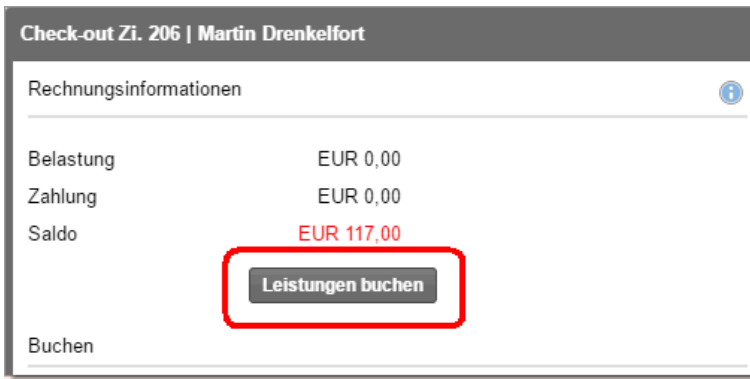 Check-out Zi. 206 | Martin Drenkelfort
Rechnungsinformationen
Belastung EUR 0,00
Zahlung EUR 0,00
Saldo EUR 117,00
Leistungen buchen
Buchen